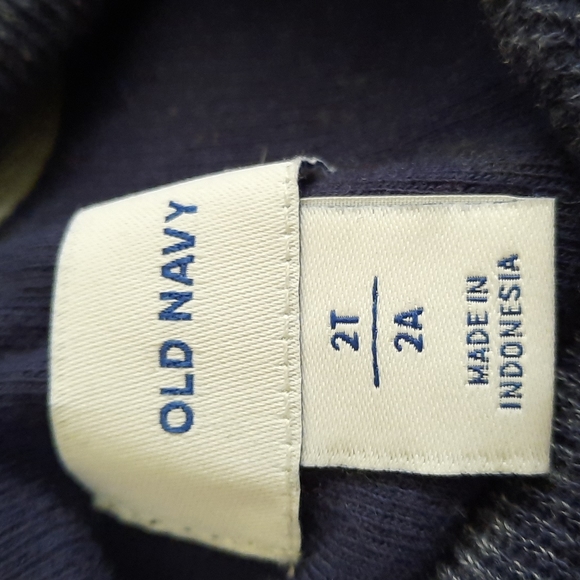 OLD NAVY
2T
2A
MADE IN
INDONESIA